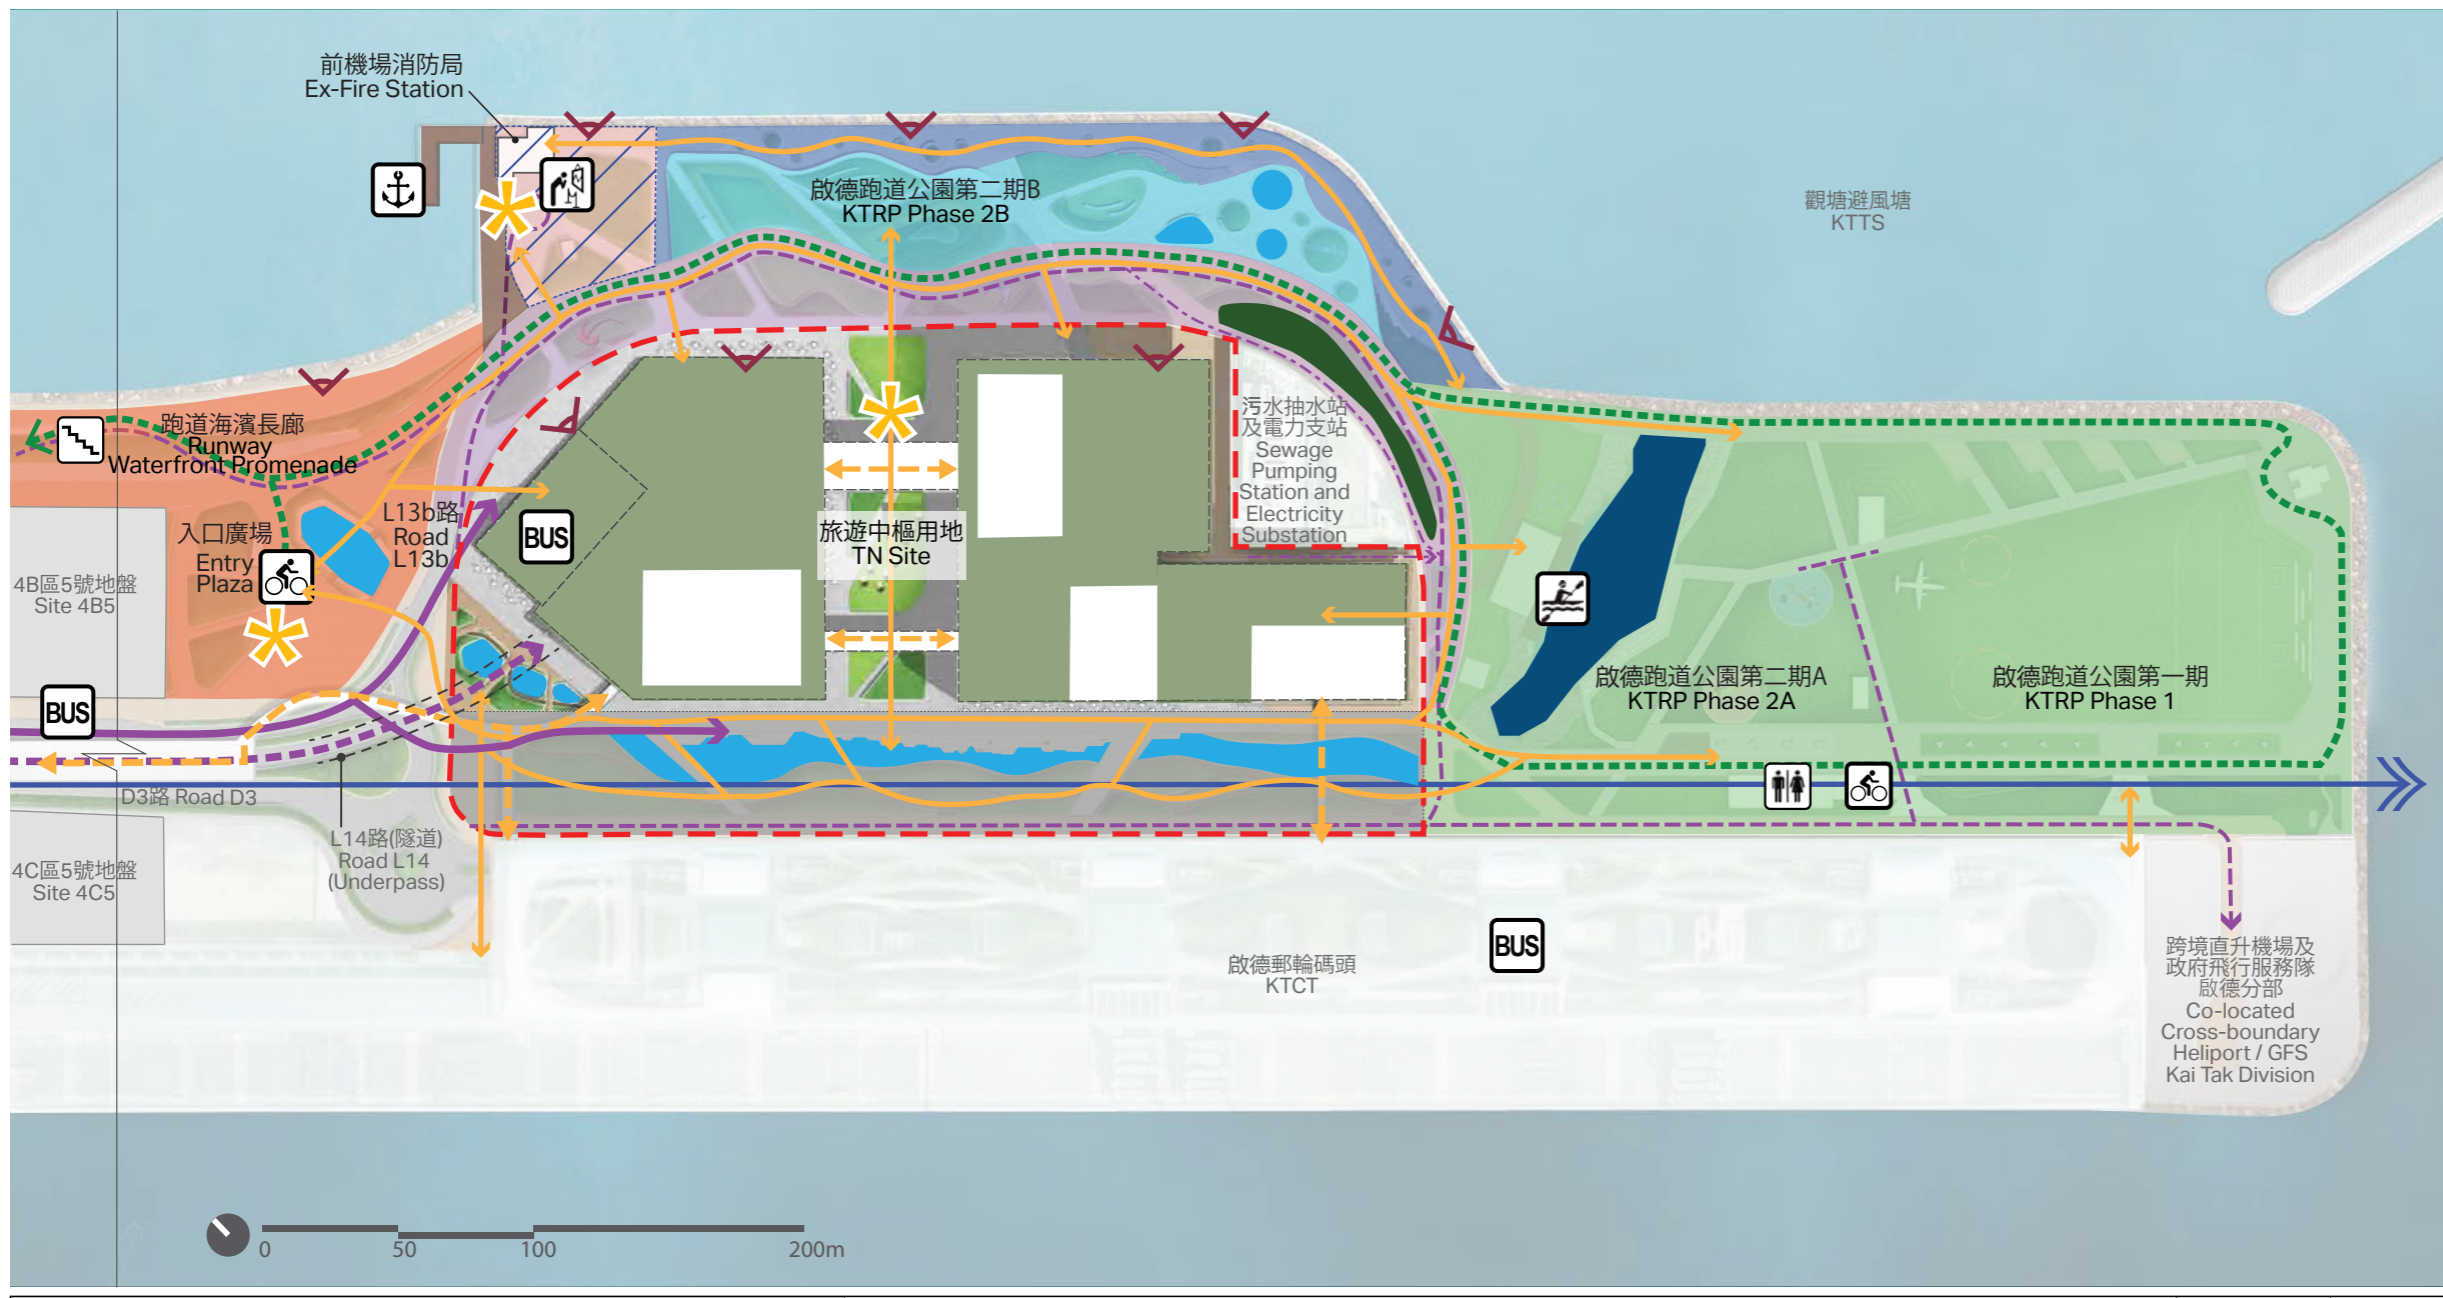 前機場消防局
Ex-Fire Station
啟德跑道公園第二期B
KTRP Phase 2B
觀塘避風塘
KTTS
跑道海濱長廊
Runway
Waterfront Promenade
入口廣場
Entry
Plaza
L13b路
Road
L13b
BUS
旅遊中樞用地
TN Site
污水抽水站
及電力支站
Sewage
Pumping
Station and
Electricity
Substation
4B區5號地盤
Site 4B5
BUS
啟德跑道公園第二期A
KTRP Phase 2A
啟德跑道公園第一期
KTRP Phase 1
D3路 Road D3
L14路(隧道)
Road L14
(Underpass)
4C區5號地盤
Site 4C5
BUS
啟德郵輪碼頭
KTCT
跨境直升機場及
政府飛行服務隊
啟德分部
Co-located
Cross-boundary
Heliport / GFS
Kai Tak Division
0 50 100 200m